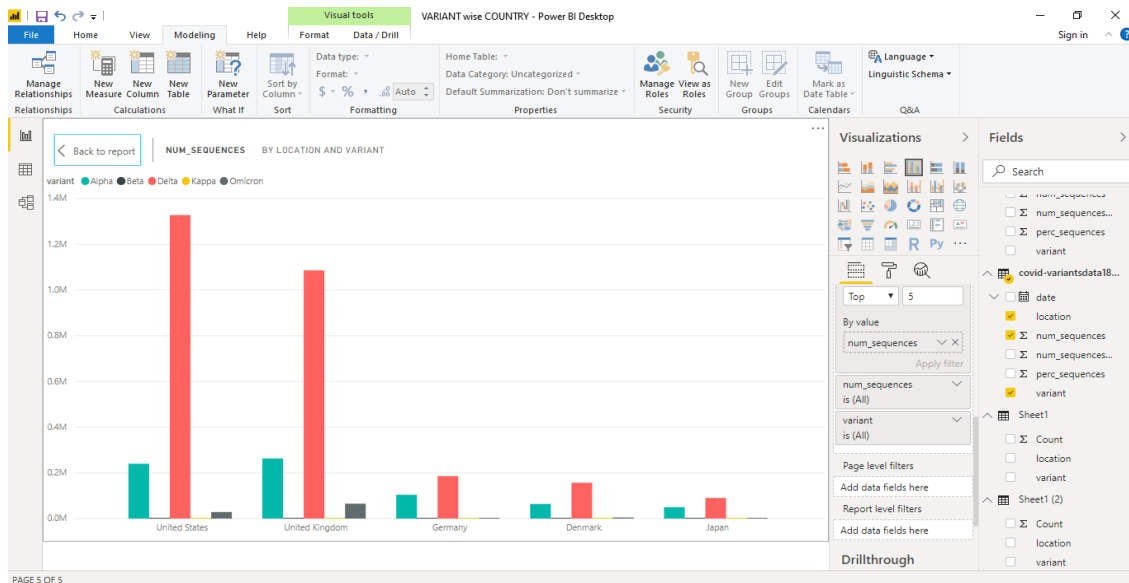 Visual tools
VARIANT wise COUNTRY - Power BI Desktop
File Home View Modeling Help Format Data / Drill
Sign in
Manage Relationships
New Measure
New Column
New Table
New Parameter
Sort by Column
Data type:
Format:
$ % , .00 Auto
Home Table:
Data Category: Uncategorized
Default Summarization: Don't summarize
Manage Roles
View as Roles
New Group
Edit Groups
Mark as Date Table
Language
Linguistic Schema
Relationships Calculations What If Sort Formatting Properties Security Groups Calendars Q&A
Back to report
NUM_SEQUENCES BY LOCATION AND VARIANT
variant Alpha Beta Delta Kappa Omicron
1.4M
1.2M
1.0M
0.8M
0.6M
0.4M
0.2M
0.0M
United States United Kingdom Germany Denmark Japan
Visualizations
R Py
Top 5
By value
num_sequences
Apply filter
num_sequences
is (All)
variant
is (All)
Page level filters
Add data fields here
Report level filters
Add data fields here
Drillthrough
Fields
Search
num_sequences
num_sequences...
perc_sequences
variant
covid-variantsdata18...
date
location
num_sequences
num_sequences...
perc_sequences
variant
Sheet1
Count
location
variant
Sheet1 (2)
Count
location
variant
PAGE 5 OF 5